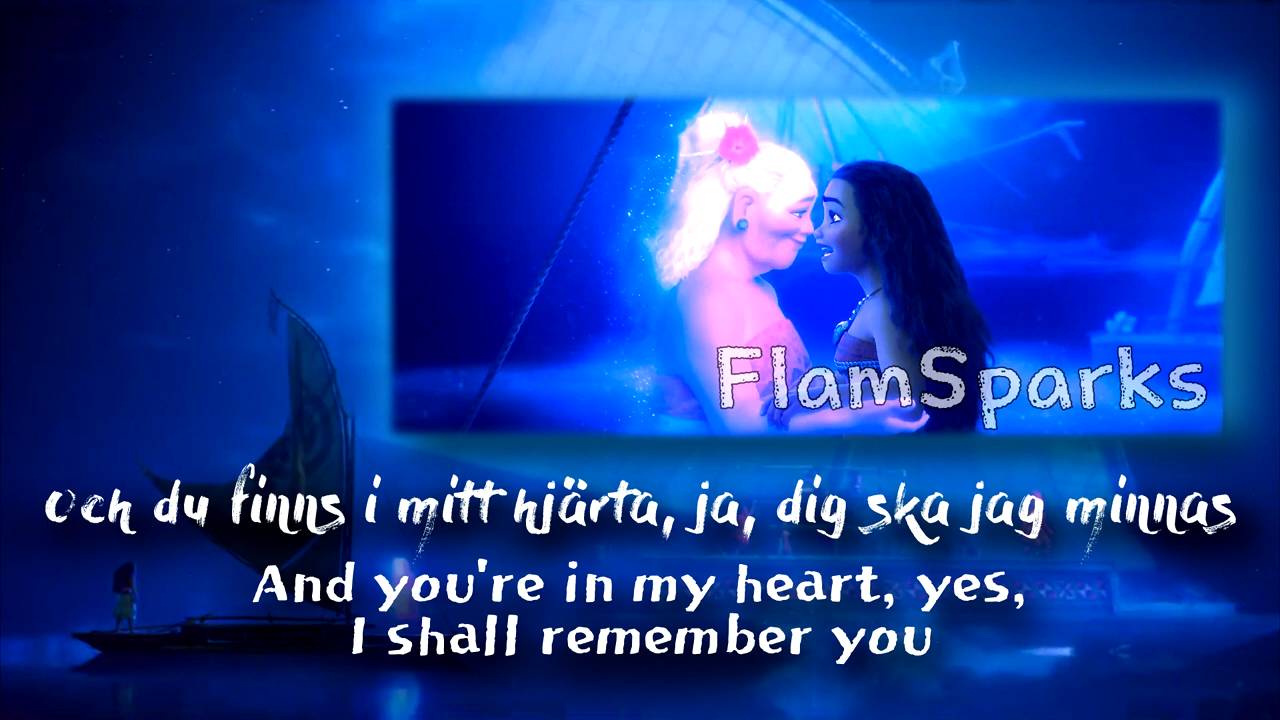 FlamSparks
Och du finns i mitt hjärta, ja, dig ska jag minnas
And you're in my heart, yes,
I shall remember you